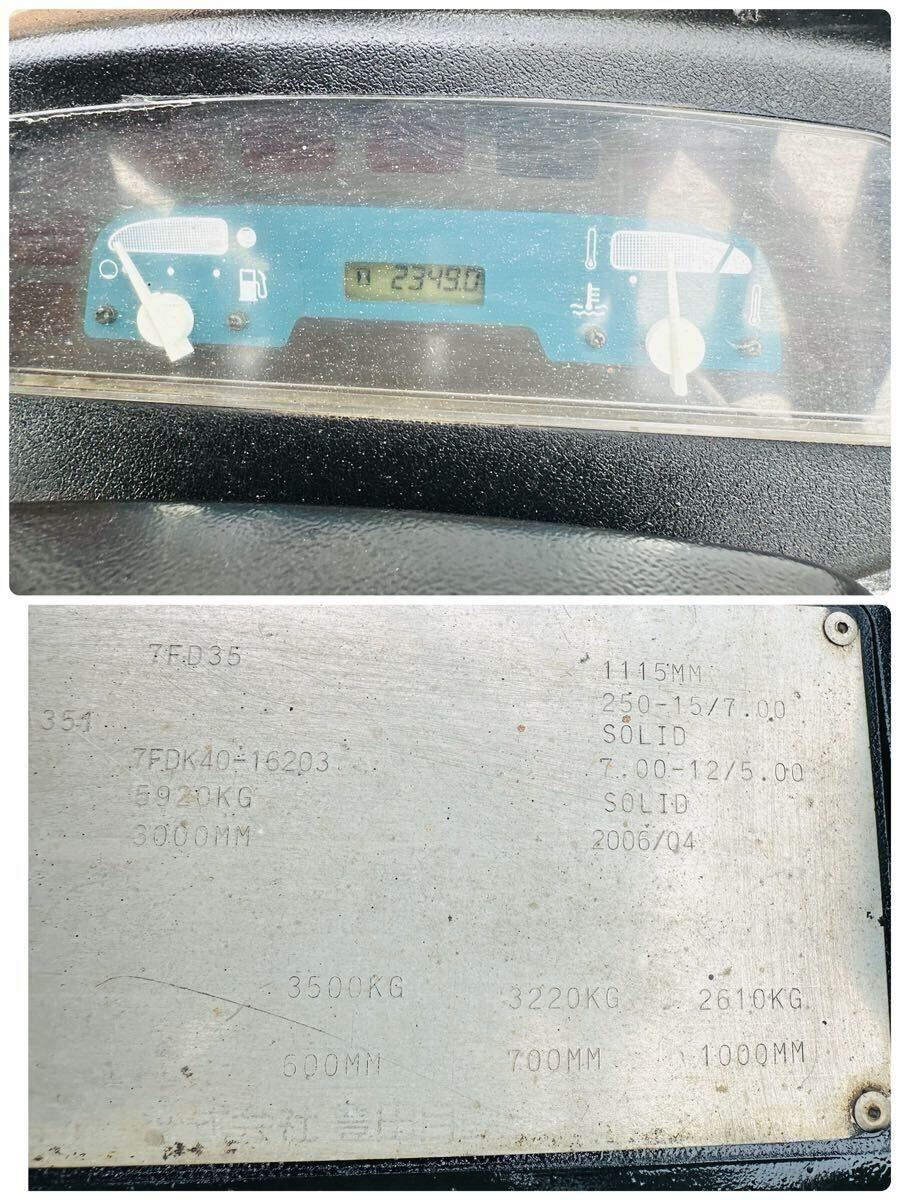 2349.0
7FD35
1115MM
250-15/7.00
351
SOLID
7FDK40-16203
7.00-12/5.00
5920KG
SOLID
3000MM
2006/04
3500KG
3220KG
2610KG
600MM
700MM
1000MM